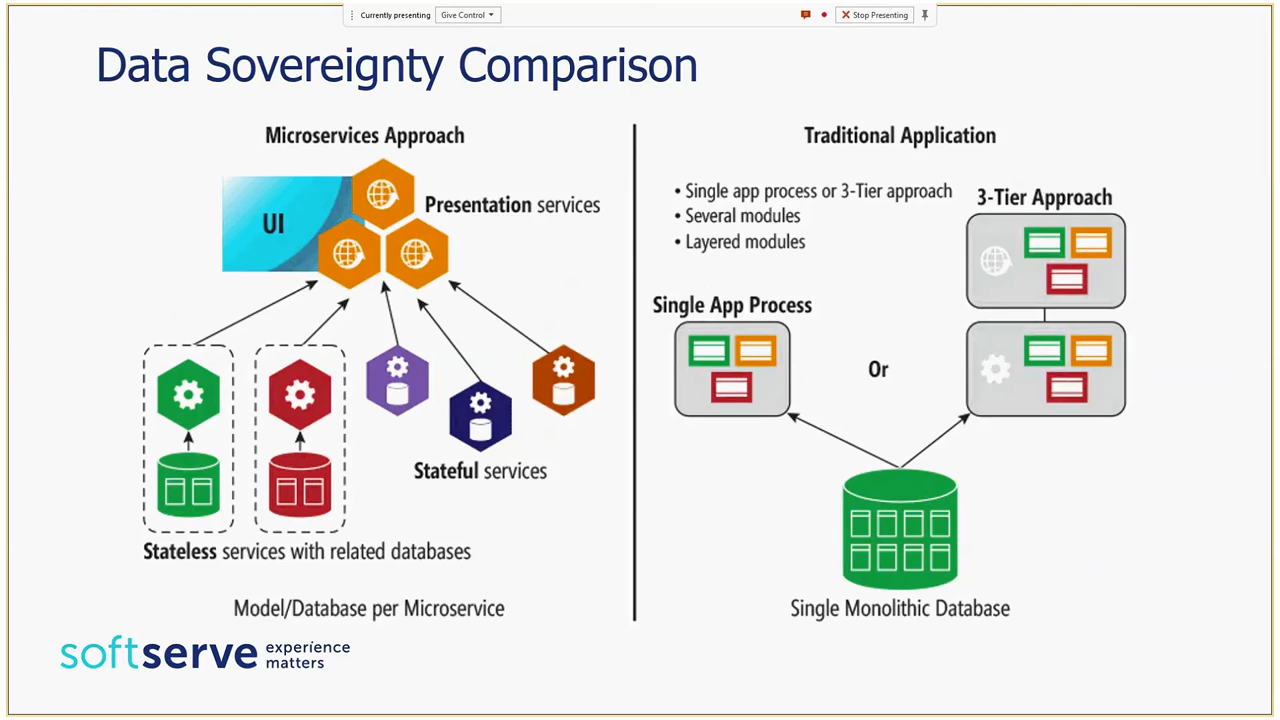 Currently presenting
Give Control
Stop Presenting
Data Sovereignty Comparison
Microservices Approach
UI
Presentation services
Stateful services
Stateless services with related databases
Model/Database per Microservice
Traditional Application
• Single app process or 3-Tier approach
• Several modules
• Layered modules
3-Tier Approach
Single App Process
Or
Single Monolithic Database
softserve
experience
matters